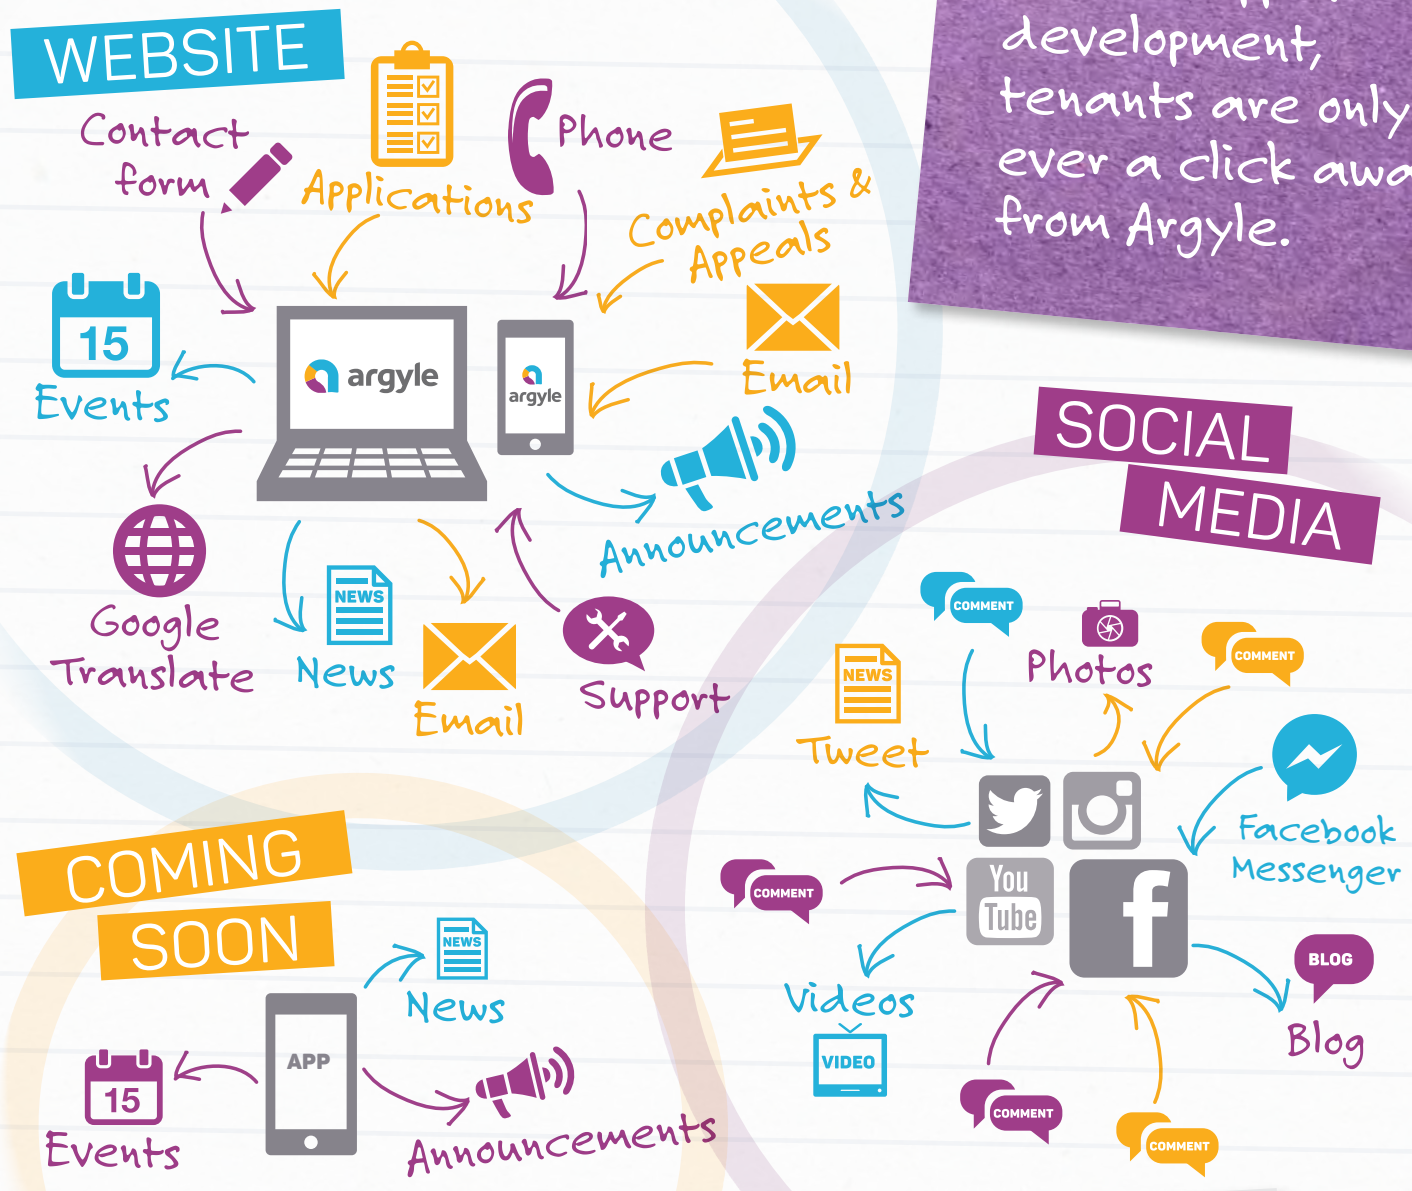 WEBSITE
Contact
form
Applications
Phone
Complaints &
Appeals
15
Events
argyle
argyle
Email
Announcements
Google
Translate
NEWS
News
Email
Support
development,
tenants are only
ever a click
from Argyle.
SOCIAL
MEDIA
COMMENT
Photos
COMMENT
NEWS
Tweet
Facebook
Messenger
COMMENT
You
Tube
f
Videos
VIDEO
BLOG
Blog
COMMENT
COMMENT
COMING
SOON
NEWS
News
APP
15
Events
Announcements